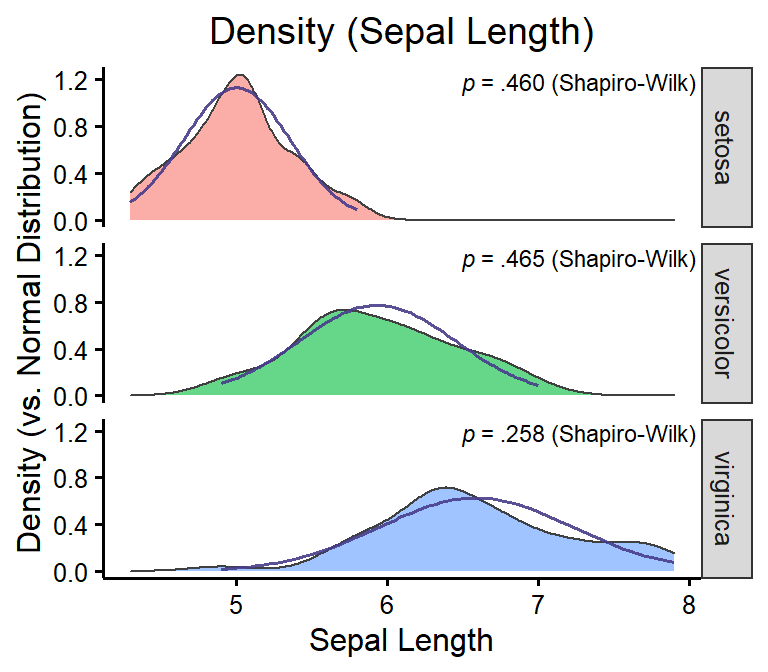 Density (Sepal Length)
Density (vs. Normal Distribution)
1.2
0.8
0.4
0.0
p = .460 (Shapiro-Wilk)
setosa
1.2
0.8
0.4
0.0
p = .465 (Shapiro-Wilk)
versicolor
1.2
0.8
0.4
0.0
p = .258 (Shapiro-Wilk)
virginica
5 6 7 8
Sepal Length